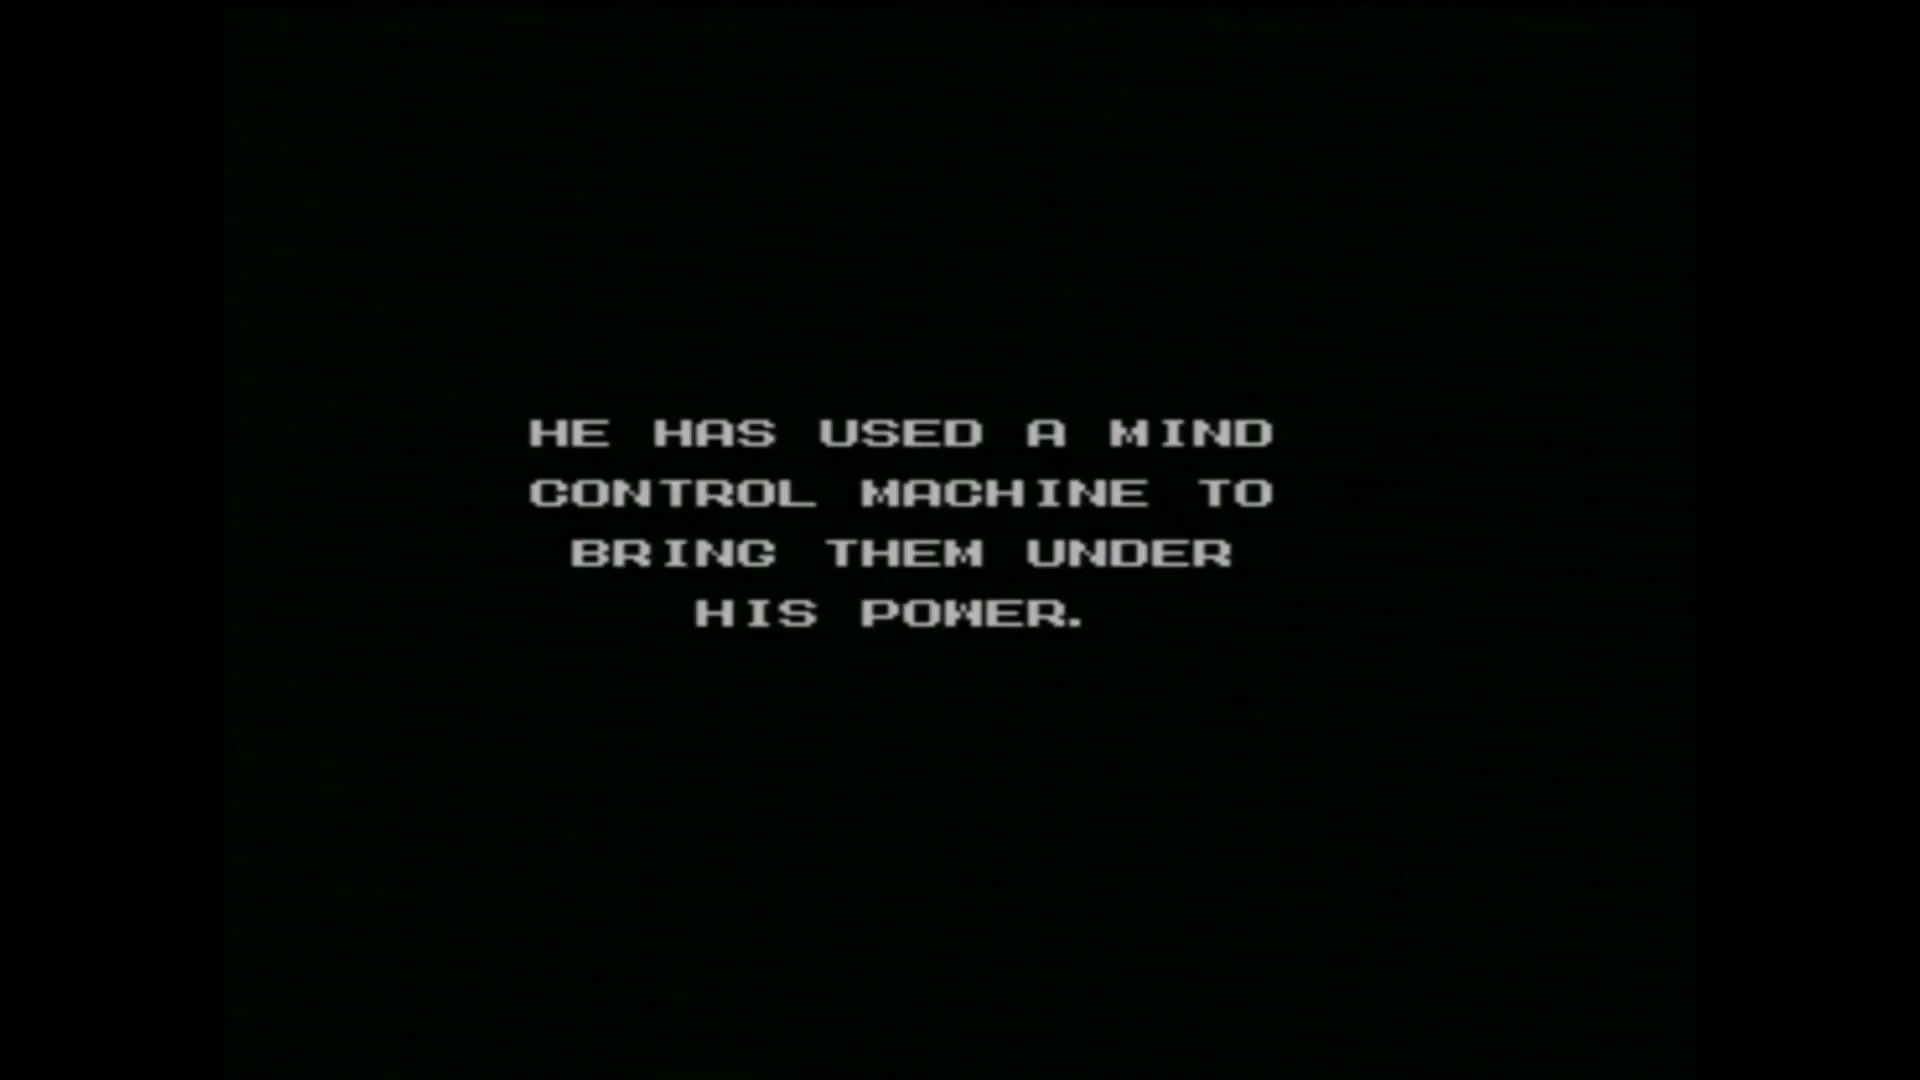 HE HAS USED A MIND
CONTROL MACHINE TO
BRING THEM UNDER
HIS POWER.